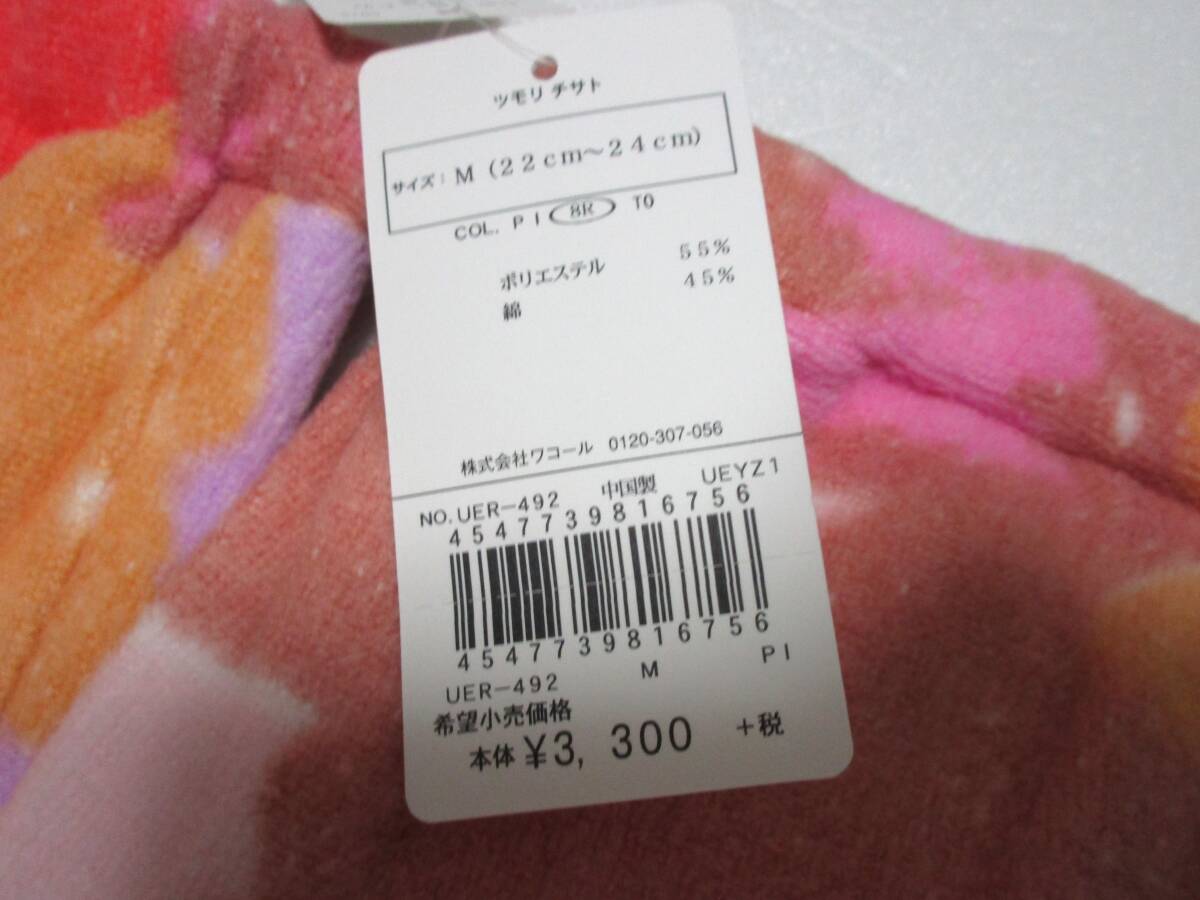 ツモリ チサト
サイズ：M（22cm～24cm）
COL. PI 8R TO
ポリエステル 55%
綿 45%
株式会社ワコール 0120-307-056
NO.UER-492 中国製 UEYZ1
4547739816756
4547739816756
UER-492 M PI
希望小売価格
本体 ¥3,300 +税